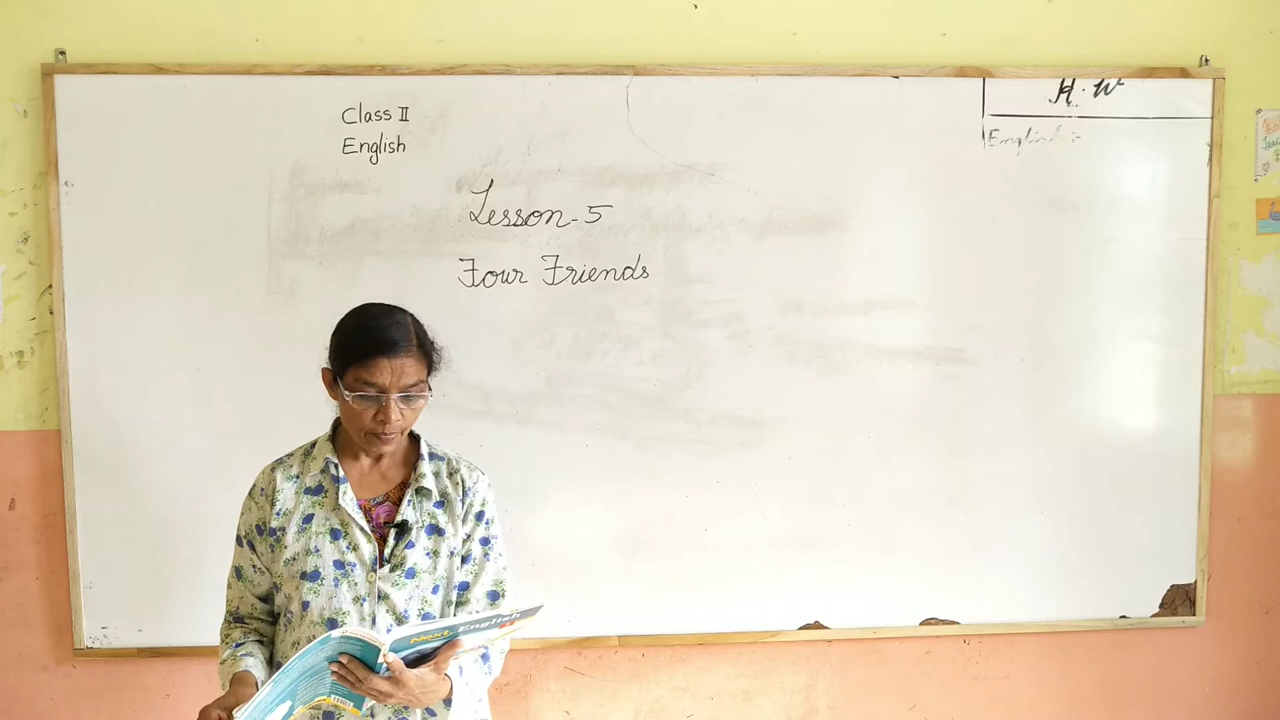 Class II
English
H.W
English :-
Lesson-5
Four Friends
Next English